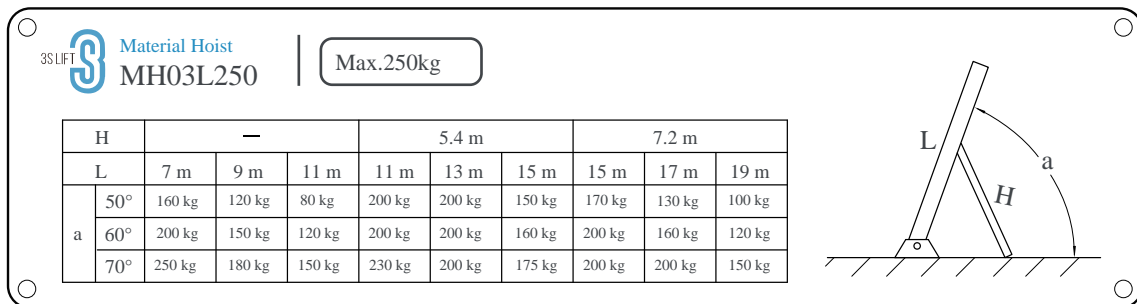 3S LIFT
Material Hoist
MH03L250
Max.250kg
H — 5.4 m 7.2 m
L 7 m 9 m 11 m 11 m 13 m 15 m 15 m 17 m 19 m
a 50° 160 kg 120 kg 80 kg 200 kg 200 kg 150 kg 170 kg 130 kg 100 kg
60° 200 kg 150 kg 120 kg 200 kg 200 kg 160 kg 200 kg 160 kg 120 kg
70° 250 kg 180 kg 150 kg 230 kg 200 kg 175 kg 200 kg 200 kg 150 kg
L
a
H